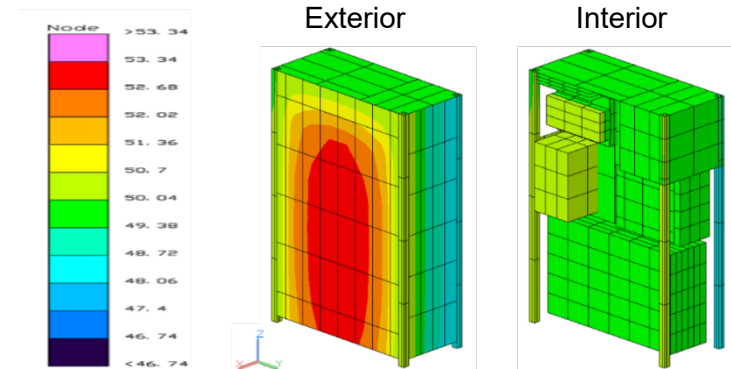 Exterior
Interior
Node
>53. 34
53. 34
52. 68
52. 02
51. 36
50. 7
50. 04
49. 38
48. 72
48. 06
47. 4
46. 74
<46. 74
Z
X
Y